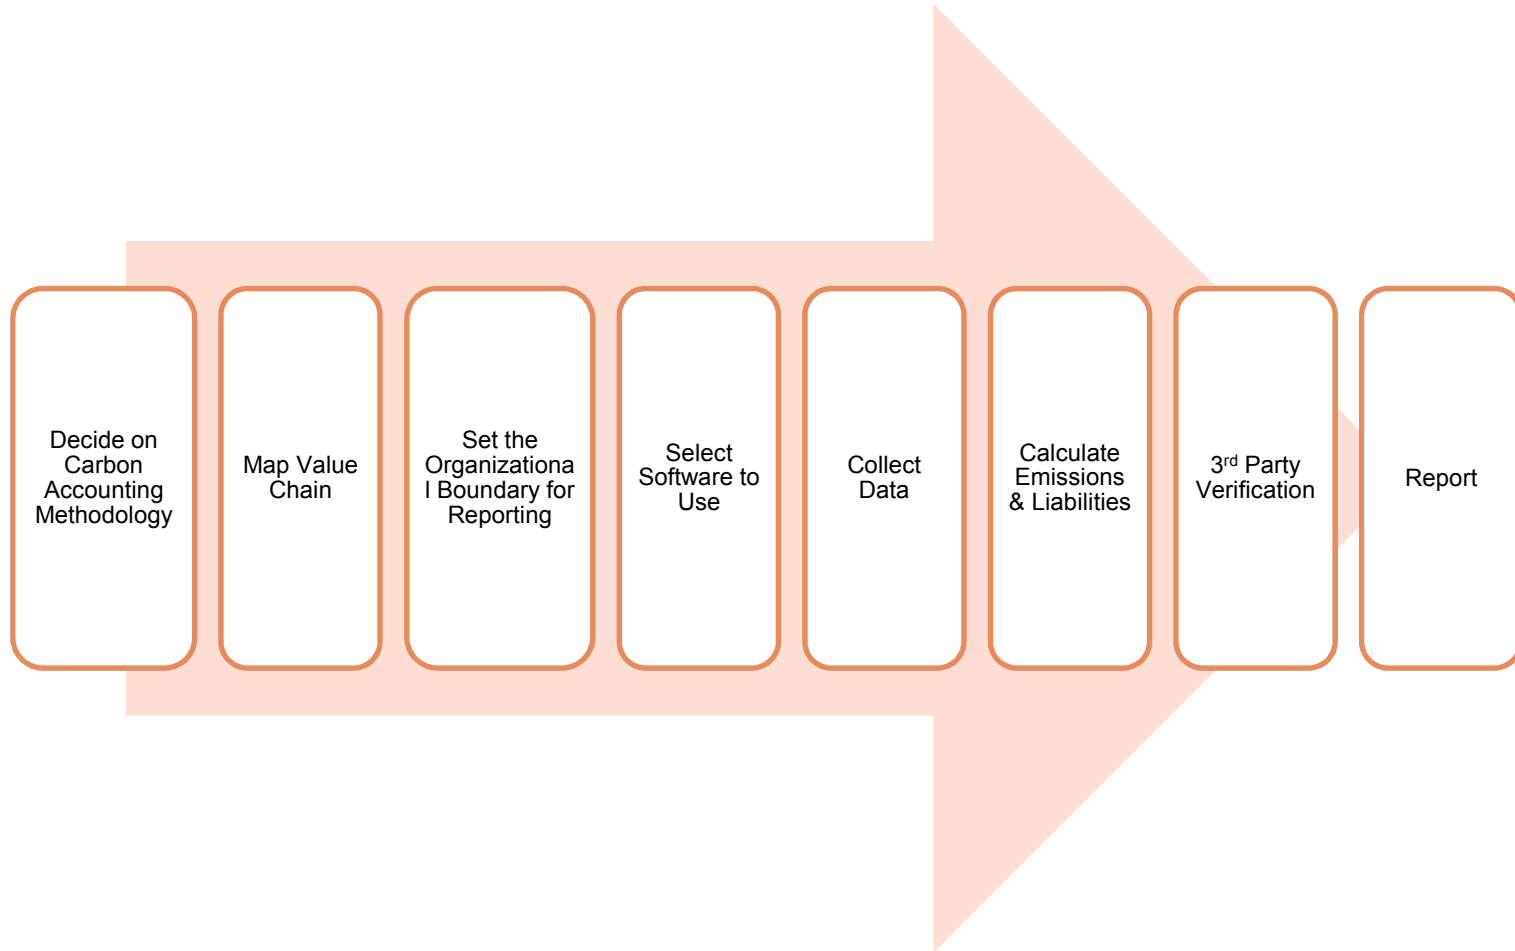 Decide on
Carbon
Accounting
Methodology
Map Value
Chain
Set the
Organizationa
l Boundary for
Reporting
Select
Software to
Use
Collect
Data
Calculate
Emissions
& Liabilities
3rd Party
Verification
Report